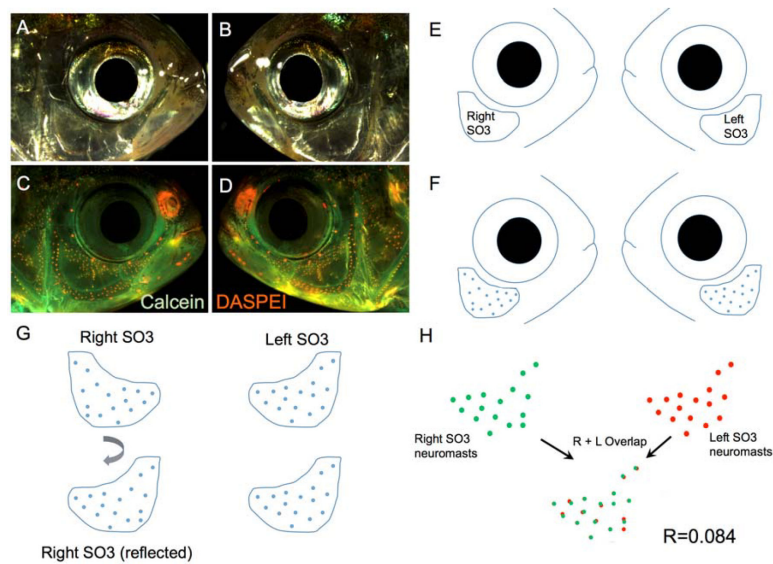 A
B
C
D
Calcein
DASPEI
E
Right
SO3
Left
SO3
F
G
Right SO3
Left SO3
Right SO3 (reflected)
H
Right SO3
neuromasts
R + L Overlap
Left SO3
neuromasts
R=0.084